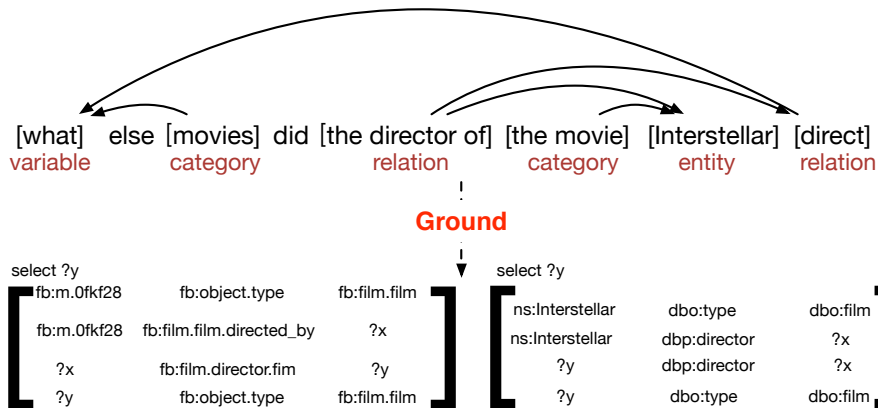 [what] else [movies] did [the director of] [the movie] [Interstellar] [direct]
variable category relation category entity relation
Ground
select ?y
fb:m.0fkf28 fb:object.type fb:film.film
fb:m.0fkf28 fb:film.film.directed_by ?x
?x fb:film.director.fim ?y
?y fb:object.type fb:film.film
select ?y
ns:Interstellar dbo:type dbo:film
ns:Interstellar dbp:director ?x
?y dbp:director ?x
?y dbo:type dbo:film